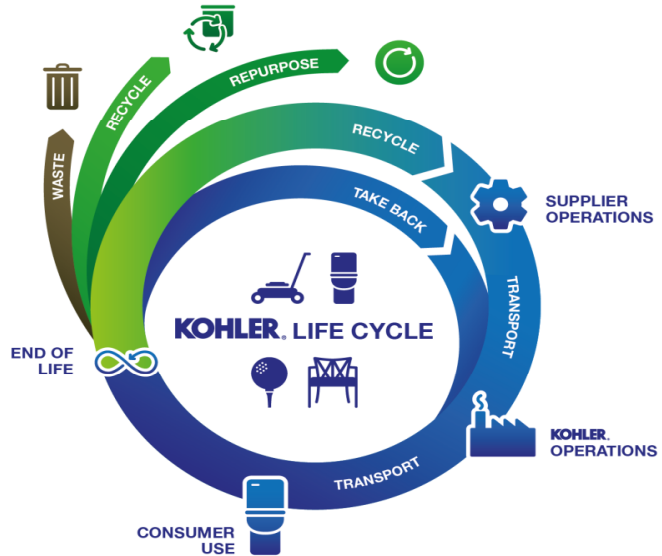 REPURPOSE
RECYCLE
WASTE
RECYCLE
TAKE BACK
SUPPLIER
OPERATIONS
TRANSPORT
KOHLER. LIFE CYCLE
END OF
LIFE
KOHLER.
OPERATIONS
TRANSPORT
CONSUMER
USE